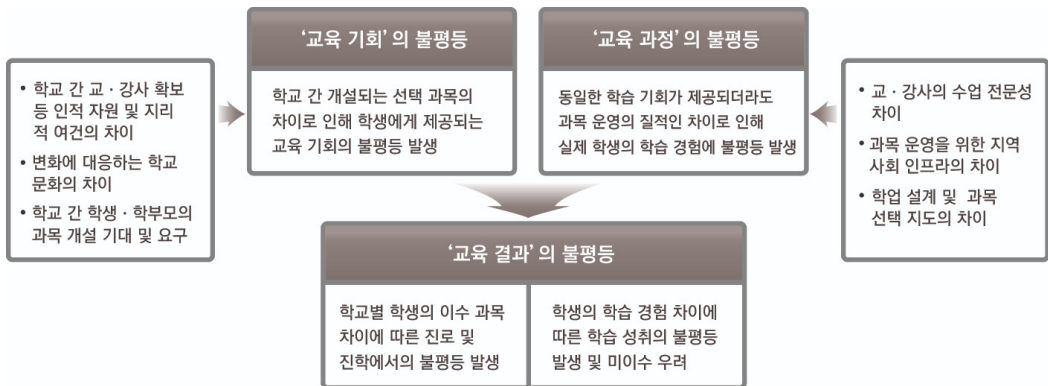 • 학교 간 교 · 강사 확보
등 인적 자원 및 지리
적 여건의 차이
• 변화에 대응하는 학교
문화의 차이
• 학교 간 학생 · 학부모의
과목 개설 기대 및 요구
‘교육 기회’의 불평등
학교 간 개설되는 선택 과목의
차이로 인해 학생에게 제공되는
교육 기회의 불평등 발생
‘교육 과정’의 불평등
동일한 학습 기회가 제공되더라도
과목 운영의 질적인 차이로 인해
실제 학생의 학습 경험에 불평등 발생
• 교 · 강사의 수업 전문성
차이
• 과목 운영을 위한 지역
사회 인프라의 차이
• 학업 설계 및 과목
선택 지도의 차이
‘교육 결과’의 불평등
학교별 학생의 이수 과목
차이에 따른 진로 및
진학에서의 불평등 발생
학생의 학습 경험 차이에
따른 학습 성취의 불평등
발생 및 미이수 우려